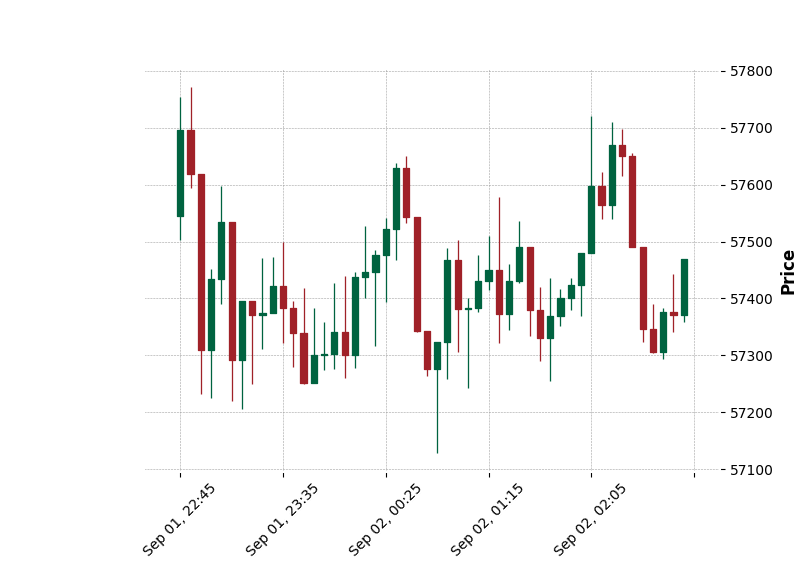 57800
57700
57600
57500
57400
57300
57200
57100
Price
Sep 01, 22:45
Sep 01, 23:35
Sep 02, 00:25
Sep 02, 01:15
Sep 02, 02:05